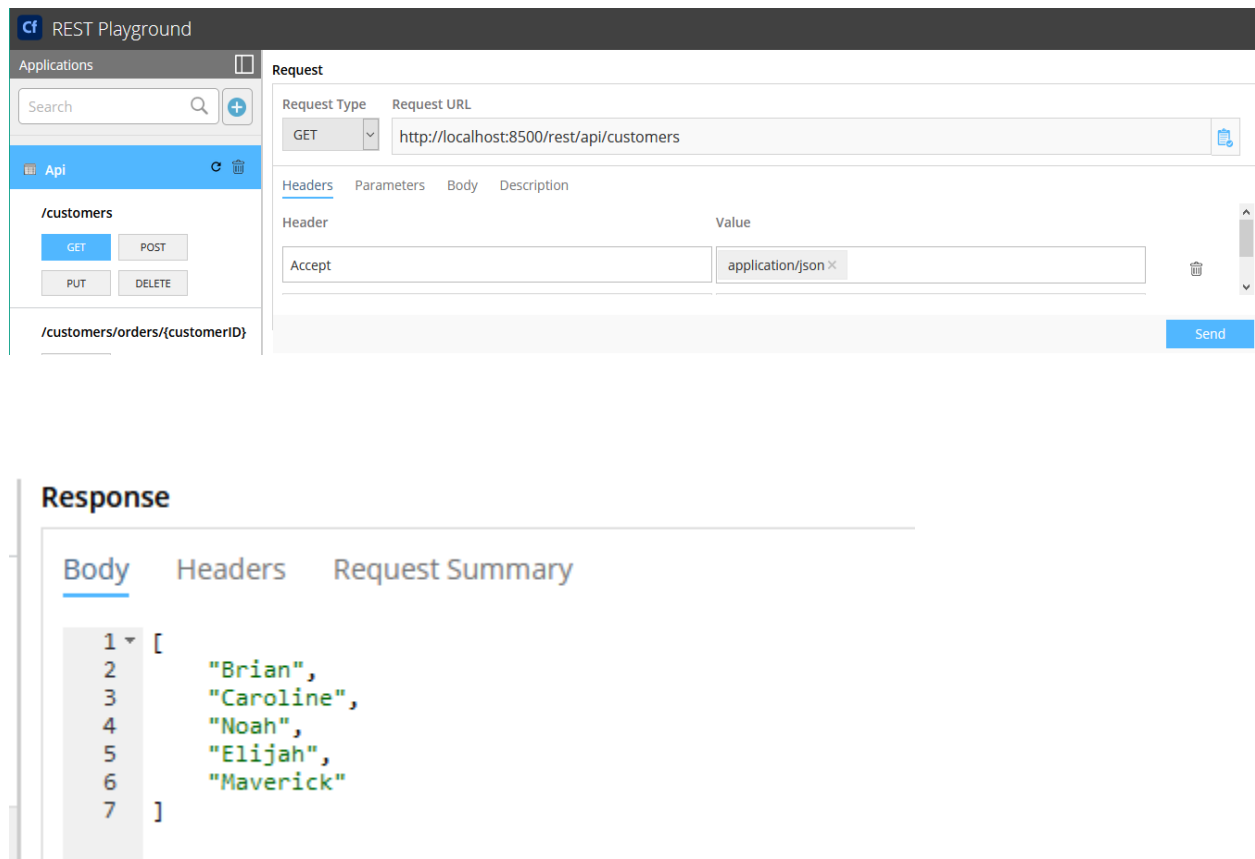 Cf REST Playground
Applications
Search
Api
/customers
GET POST
PUT DELETE
/customers/orders/{customerID}
Request
Request Type Request URL
GET http://localhost:8500/rest/api/customers
Headers Parameters Body Description
Header Value
Accept application/json ×
Send
Response
Body Headers Request Summary
1 [
2 "Brian",
3 "Caroline",
4 "Noah",
5 "Elijah",
6 "Maverick"
7 ]